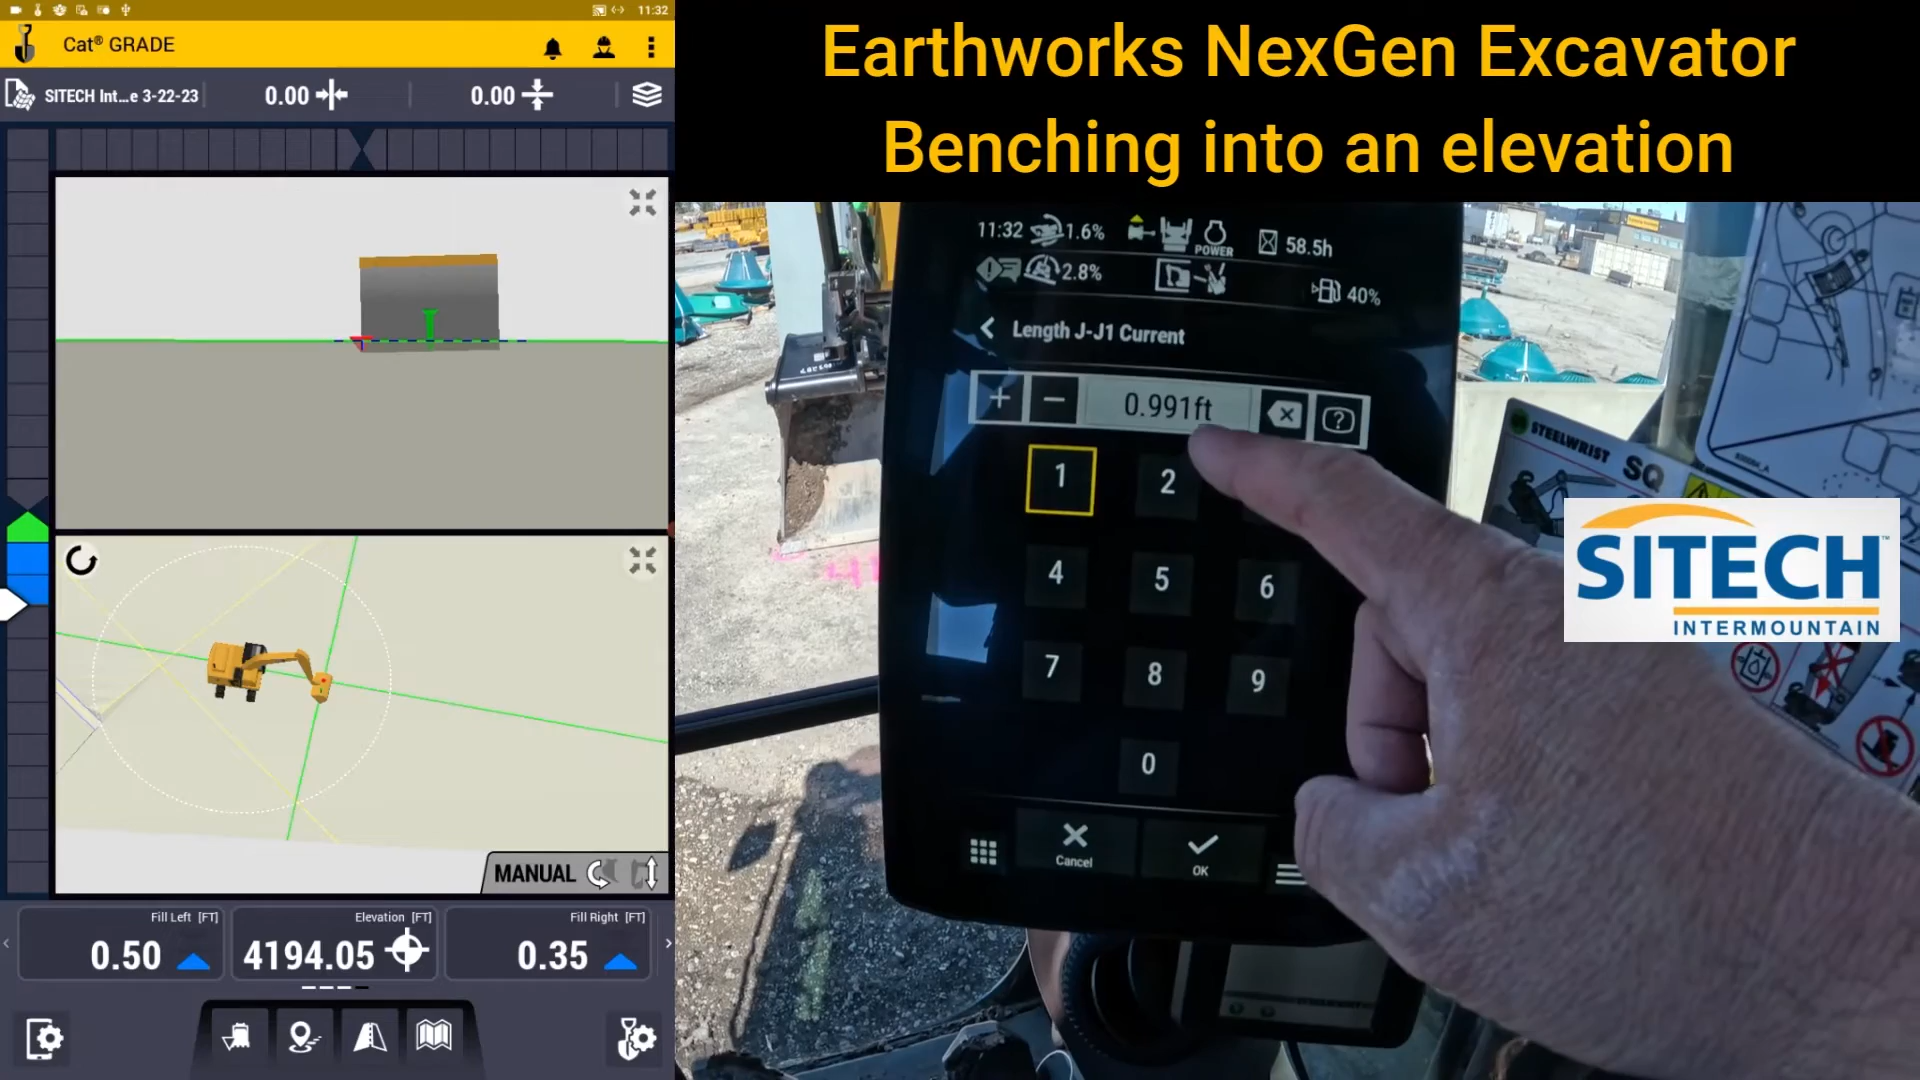 11:32
Cat® GRADE
SITECH Int...e 3-22-23
0.00
0.00
MANUAL
Fill Left [FT]
0.50
Elevation [FT]
4194.05
Fill Right [FT]
0.35
Earthworks NexGen Excavator
Benching into an elevation
11:32
1.6%
POWER
58.5h
2.8%
40%
Length J-J1 Current
+
−
0.991ft
?
1
2
4
5
6
7
8
9
0
Cancel
OK
STEELWRIST
SQ
SITECH™
INTERMOUNTAIN